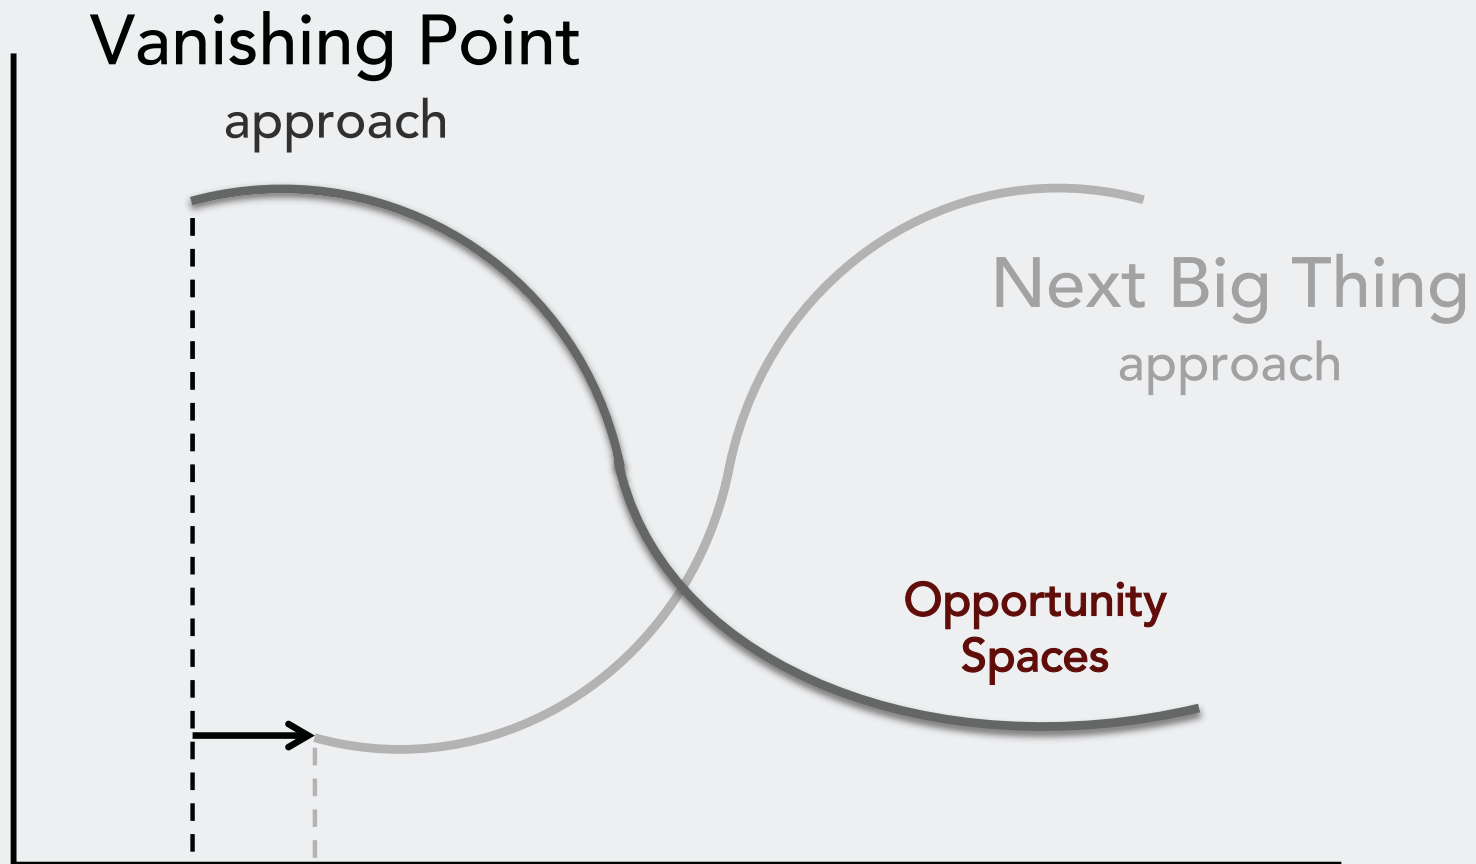 Vanishing Point
approach
Next Big Thing
approach
Opportunity
Spaces